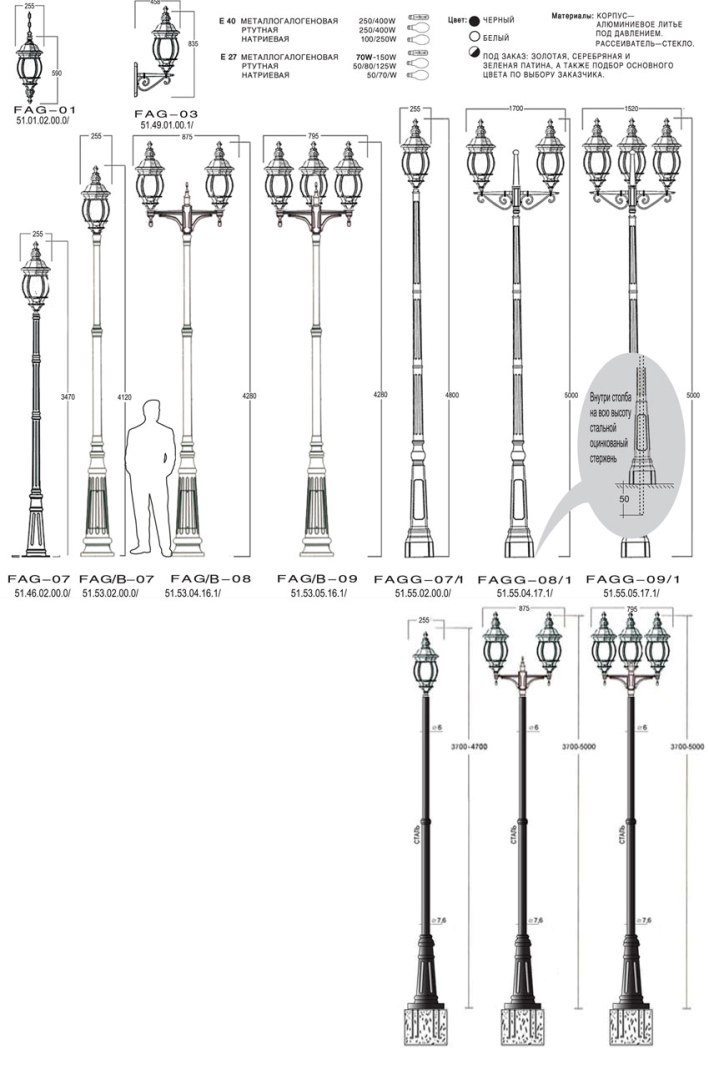 255
590
FAG-01
51.01.02.00.0/
458
835
FAG-03
51.49.01.00.1/
E 40 МЕТАЛЛОГАЛОГЕНОВАЯ 250/400W
РТУТНАЯ 250/400W
НАТРИЕВАЯ 100/250W
E 27 МЕТАЛЛОГАЛОГЕНОВАЯ 70W-150W
РТУТНАЯ 50/80/125W
НАТРИЕВАЯ 50/70/W
Цвет: ЧЕРНЫЙ
БЕЛЫЙ
ПОД ЗАКАЗ: ЗОЛОТАЯ, СЕРЕБРЯНАЯ И
ЗЕЛЕНАЯ ПАТИНА, А ТАКЖЕ ПОДБОР ОСНОВНОГО
ЦВЕТА ПО ВЫБОРУ ЗАКАЗЧИКА.
Материалы: КОРПУС—
АЛЮМИНИЕВОЕ ЛИТЬЕ
ПОД ДАВЛЕНИЕМ.
РАССЕИВАТЕЛЬ—СТЕКЛО.
255
3470
255
4120
875
4280
795
4280
255
4800
1700
5000
1520
5000
Внутри столба
на всю высоту
стальной
оцинкованый
стержень
50
FAG-07 FAG/B-07 FAG/B-08 FAG/B-09 FAGG-07/1 FAGG-08/1 FAGG-09/1
51.46.02.00.0/ 51.53.02.00.0/ 51.53.04.16.1/ 51.53.05.16.1/ 51.55.02.00.0/ 51.55.04.17.1/ 51.55.05.17.1/
255
875
795
⌀6
⌀6
⌀6
3700-4700
3700-5000
3700-5000
СТАЛЬ
СТАЛЬ
СТАЛЬ
⌀7,6
⌀7,6
⌀7,6